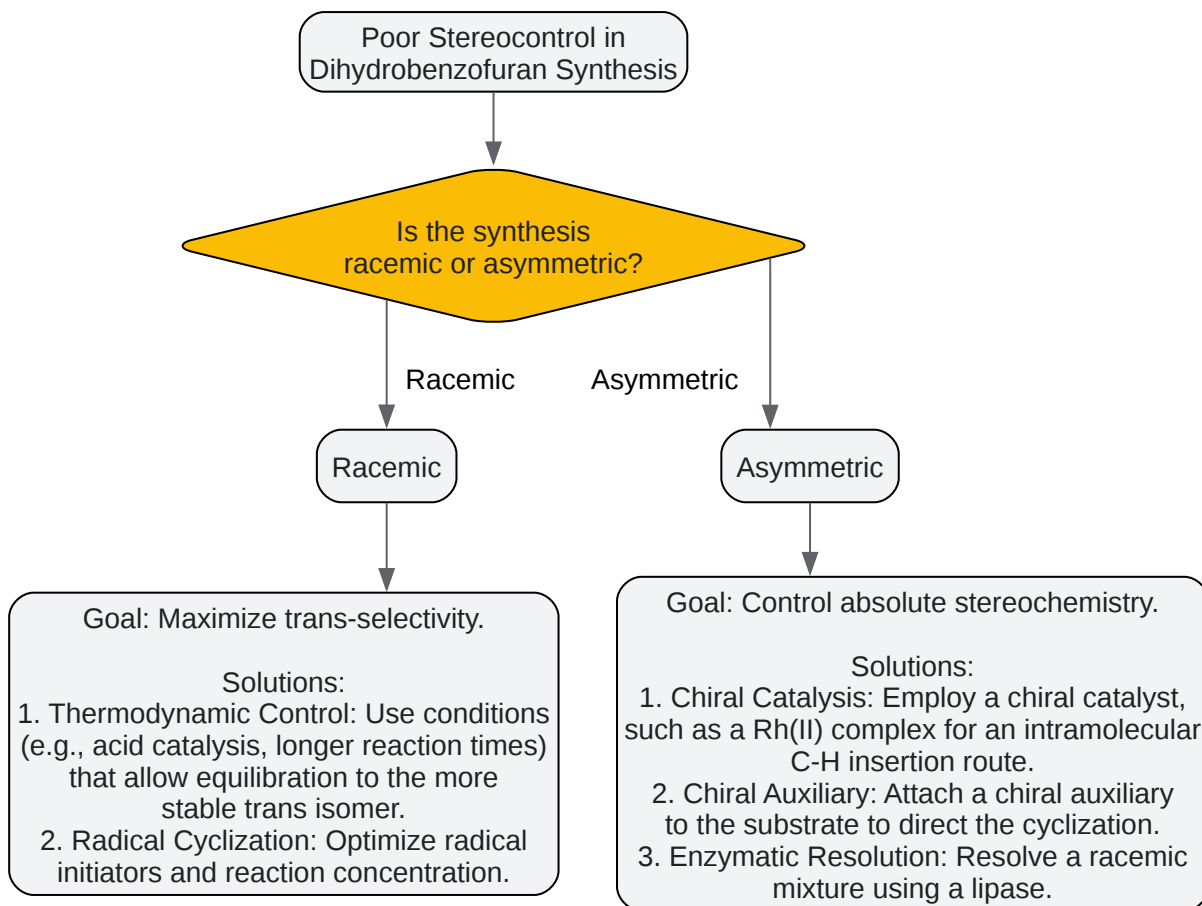 Poor Stereocontrol in
Dihydrobenzofuran Synthesis
Is the synthesis
racemic or asymmetric?
Racemic
Asymmetric
Racemic
Asymmetric
Goal: Maximize trans-selectivity.
Solutions:
1. Thermodynamic Control: Use conditions
(e.g., acid catalysis, longer reaction times)
that allow equilibration to the more
stable trans isomer.
2. Radical Cyclization: Optimize radical
initiators and reaction concentration.
Goal: Control absolute stereochemistry.
Solutions:
1. Chiral Catalysis: Employ a chiral catalyst,
such as a Rh(II) complex for an intramolecular
C-H insertion route.
2. Chiral Auxiliary: Attach a chiral auxiliary
to the substrate to direct the cyclization.
3. Enzymatic Resolution: Resolve a racemic
mixture using a lipase.